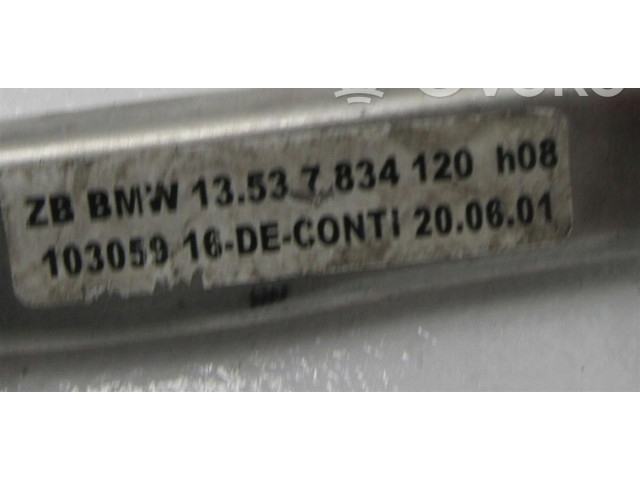 ZB BMW 13.53 7.834 120 h08
103059 16-DE-CONTi 20.06.01